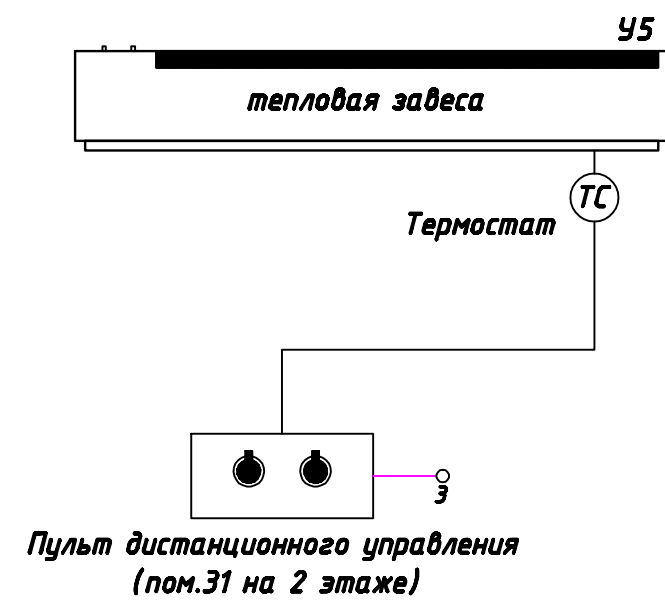 У5
тепловая завеса
ТС
Термостат
э
Пульт дистанционного управления
(пом.31 на 2 этаже)